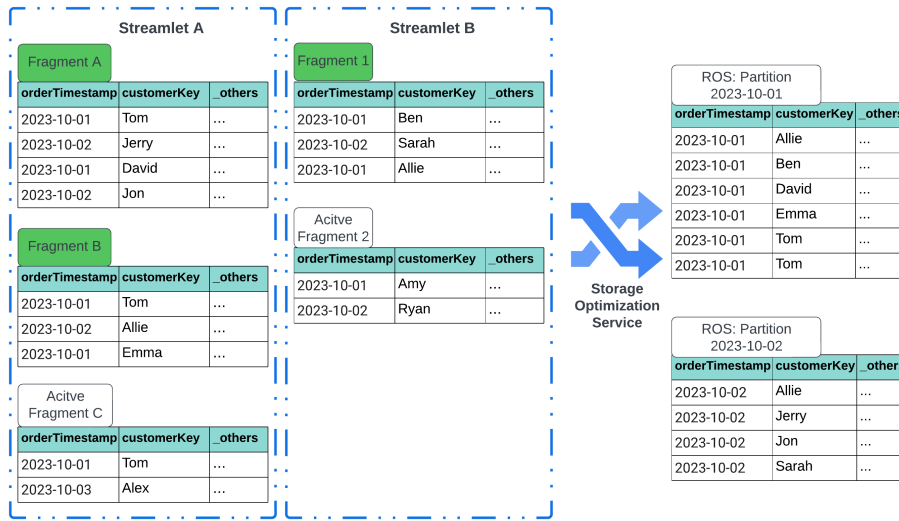 Streamlet A
Fragment A
orderTimestamp customerKey _others
2023-10-01 Tom ...
2023-10-02 Jerry ...
2023-10-01 David ...
2023-10-02 Jon ...
Fragment B
orderTimestamp customerKey _others
2023-10-01 Tom ...
2023-10-02 Allie ...
2023-10-01 Emma ...
Acitve
Fragment C
orderTimestamp customerKey _others
2023-10-01 Tom ...
2023-10-03 Alex ...
Streamlet B
Fragment 1
orderTimestamp customerKey _others
2023-10-01 Ben ...
2023-10-02 Sarah ...
2023-10-01 Allie ...
Acitve
Fragment 2
orderTimestamp customerKey _others
2023-10-01 Amy ...
2023-10-02 Ryan ...
Storage
Optimization
Service
ROS: Partition
2023-10-01
orderTimestamp customerKey _others
2023-10-01 Allie ...
2023-10-01 Ben ...
2023-10-01 David ...
2023-10-01 Emma ...
2023-10-01 Tom ...
2023-10-01 Tom ...
ROS: Partition
2023-10-02
orderTimestamp customerKey _other
2023-10-02 Allie ...
2023-10-02 Jerry ...
2023-10-02 Jon ...
2023-10-02 Sarah ...